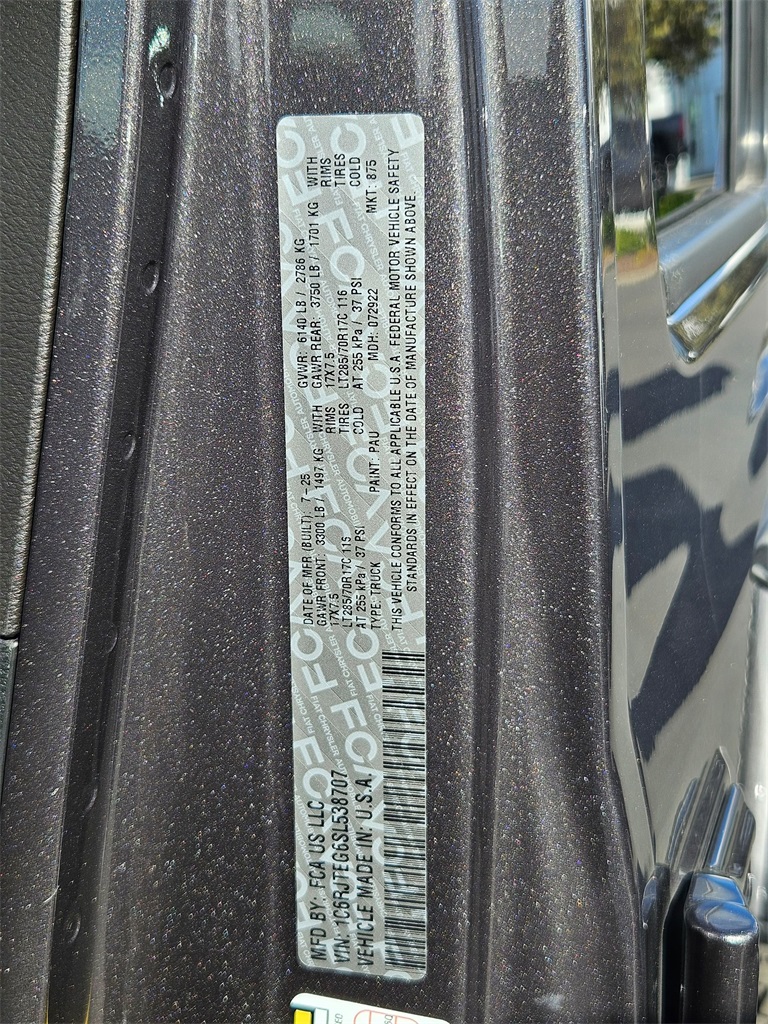 MFD BY: FCA US LLC
VIN: 1C6RJTEG6SL538707
VEHICLE MADE IN: U.S.A.
DATE OF MFR (BUILT): 7-25 GVWR: 6140 LB / 2786 KG
GAWR FRONT: 3300 LB / 1497 KG WITH GAWR REAR: 3750 LB / 1701 KG WITH
17X7.5 RIMS 17X7.5 RIMS
LT285/70R17C 115 TIRES LT285/70R17C 116 TIRES
AT 255 kPa / 37 PSI COLD AT 255 kPa / 37 PSI COLD
TYPE: TRUCK PAINT: PAU MDH: 072922 MKT: 875
THIS VEHICLE CONFORMS TO ALL APPLICABLE U.S.A. FEDERAL MOTOR VEHICLE SAFETY
STANDARDS IN EFFECT ON THE DATE OF MANUFACTURE SHOWN ABOVE.